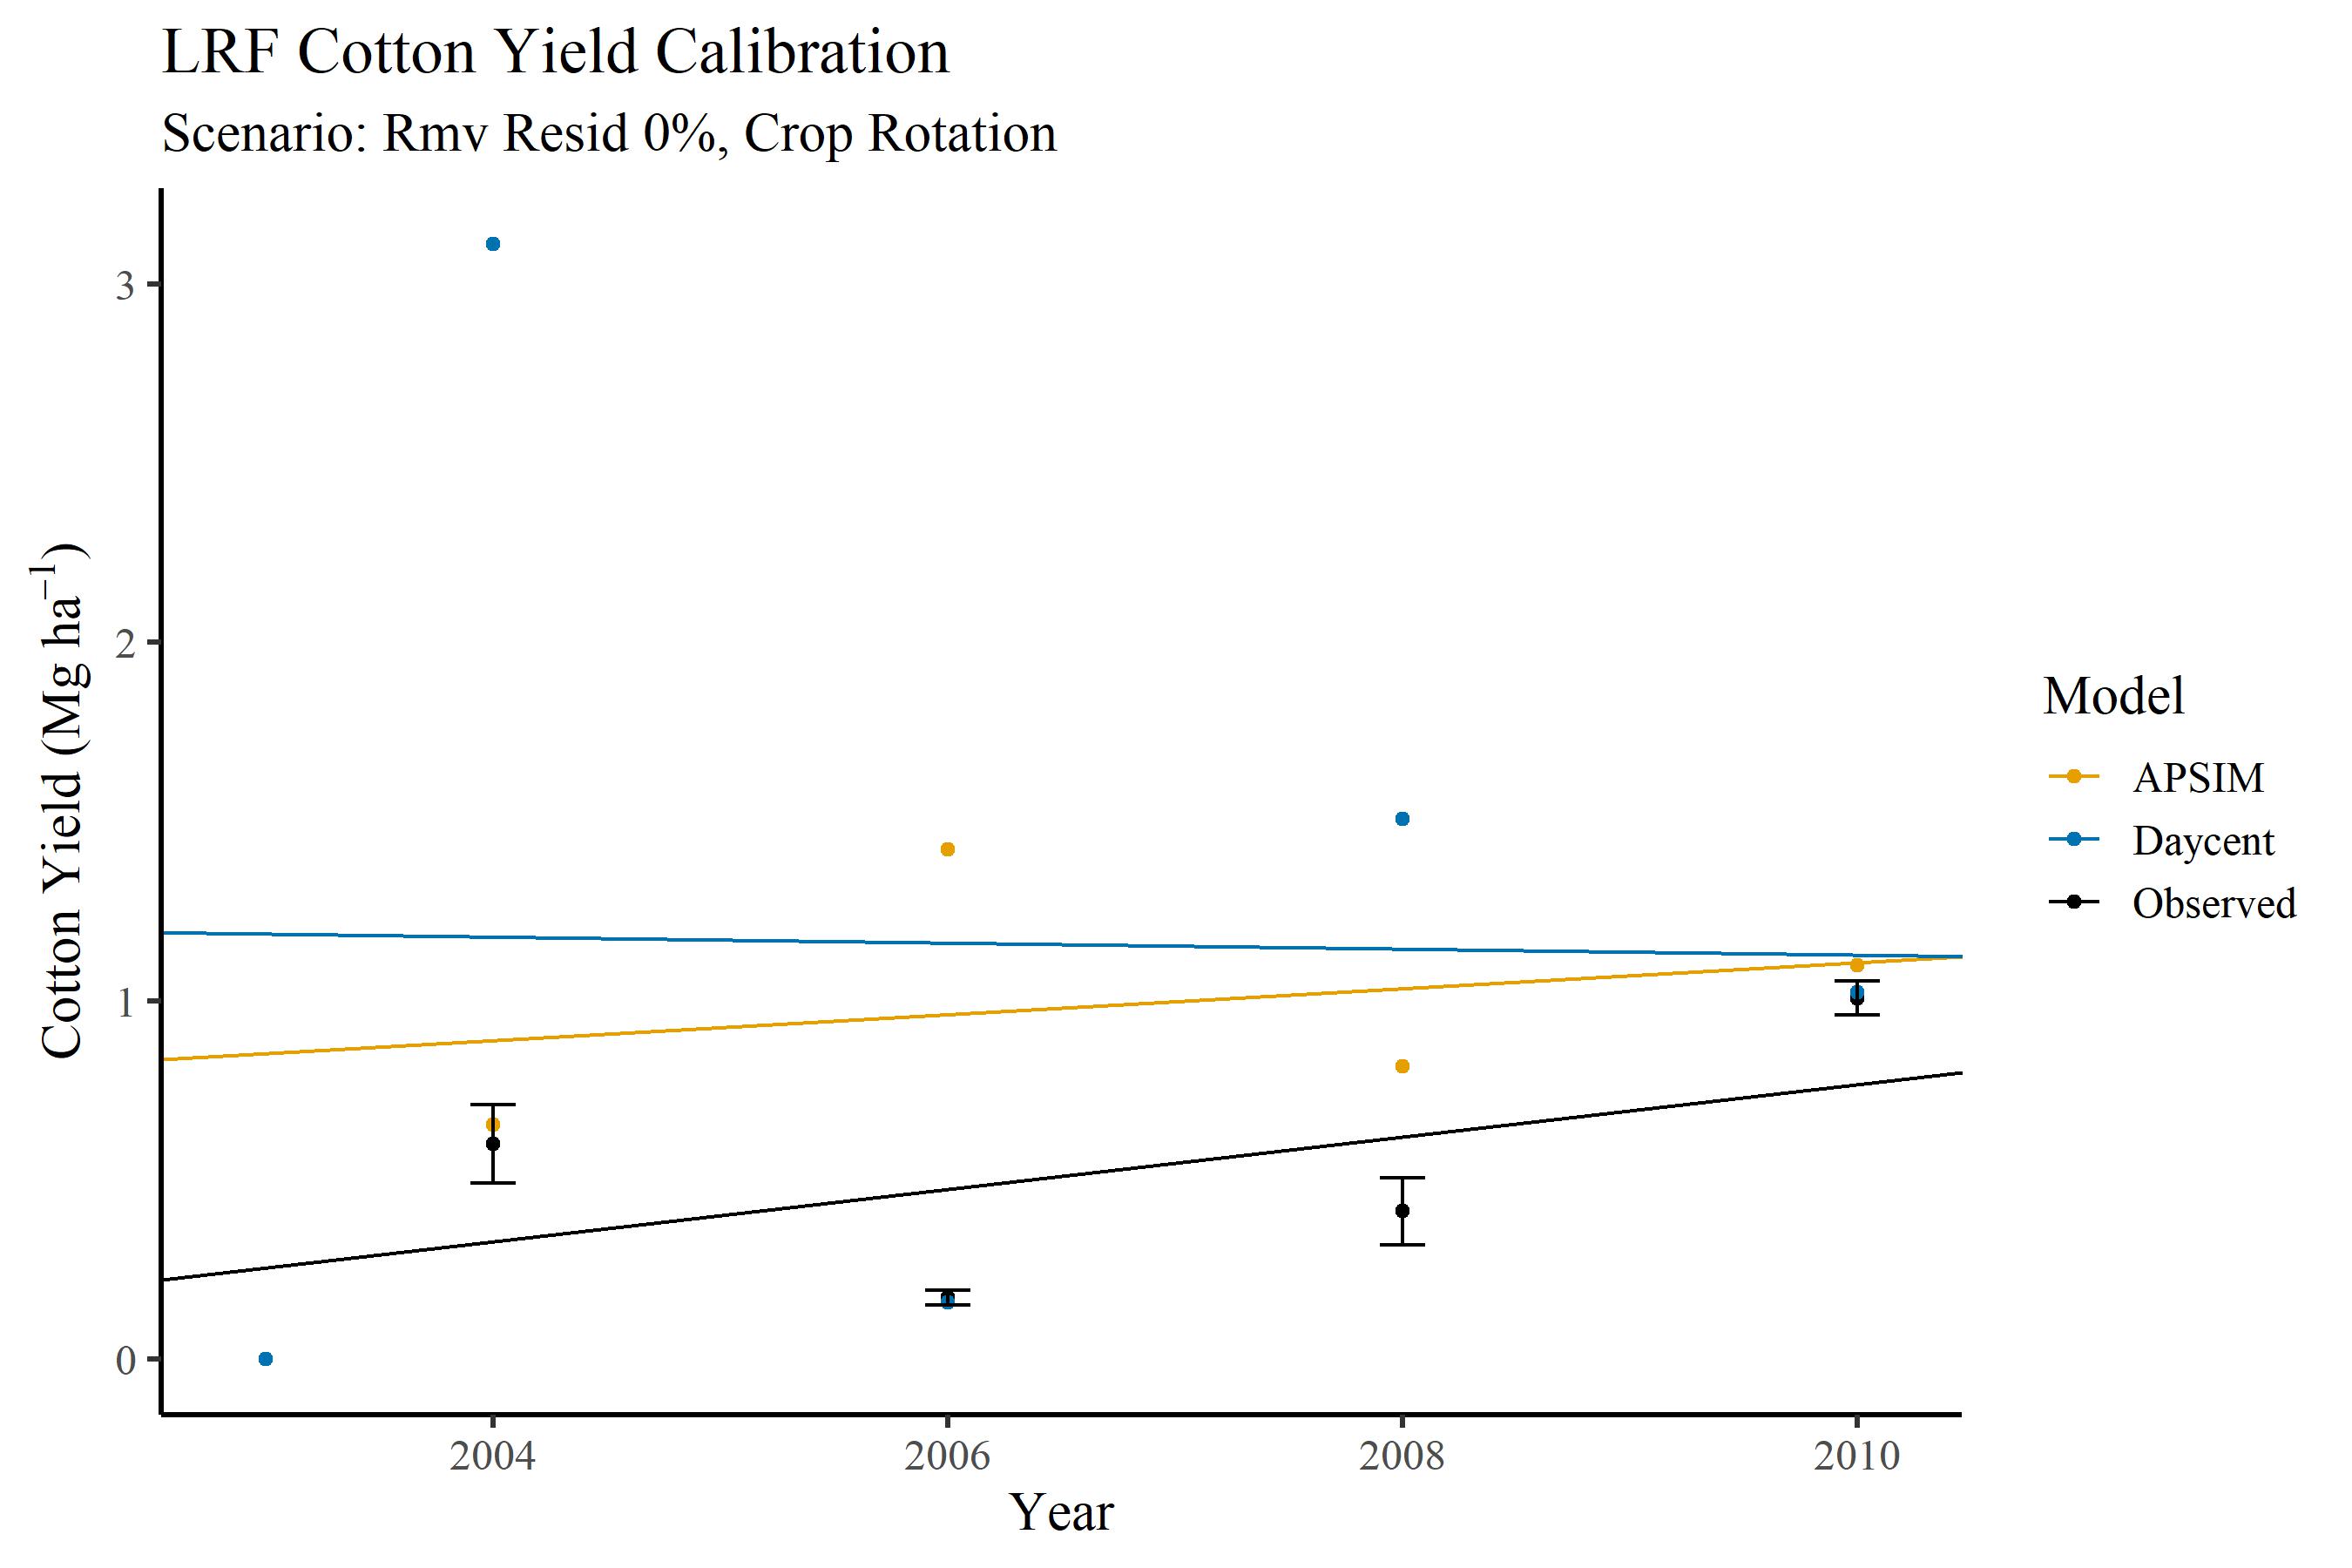 LRF Cotton Yield Calibration
Scenario: Rmv Resid 0%, Crop Rotation
Cotton Yield (Mg ha⁻¹)
3
2
1
0
2004 2006 2008 2010
Year
Model
APSIM
Daycent
Observed